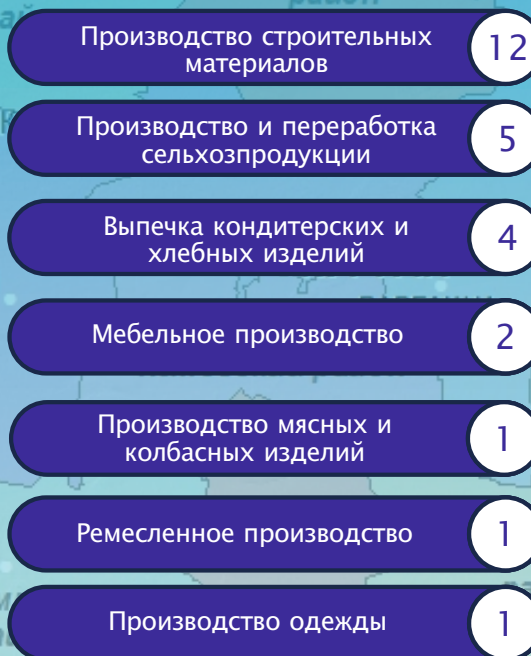 Производство строительных
материалов
12
Производство и переработка
сельхозпродукции
5
Выпечка кондитерских и
хлебных изделий
4
Мебельное производство
2
Производство мясных и
колбасных изделий
1
Ремесленное производство
1
Производство одежды
1